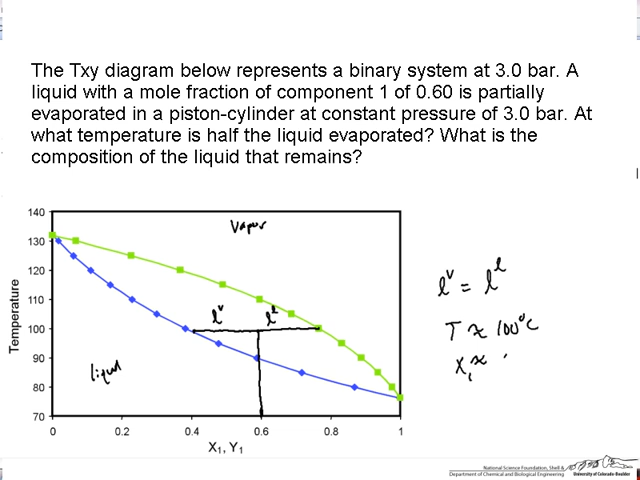 The Txy diagram below represents a binary system at 3.0 bar. A
liquid with a mole fraction of component 1 of 0.60 is partially
evaporated in a piston-cylinder at constant pressure of 3.0 bar. At
what temperature is half the liquid evaporated? What is the
composition of the liquid that remains?
140
130
120
110
100
90
80
70
Temperature
Vapor
liquid
l^v
l^l
0
0.2
0.4
0.6
0.8
1
X1, Y1
l^v = l^l
T ≈ 100°C
X1 ≈
National Science Foundation, Shell &
Department of Chemical and Biological Engineering
University of Colorado Boulder